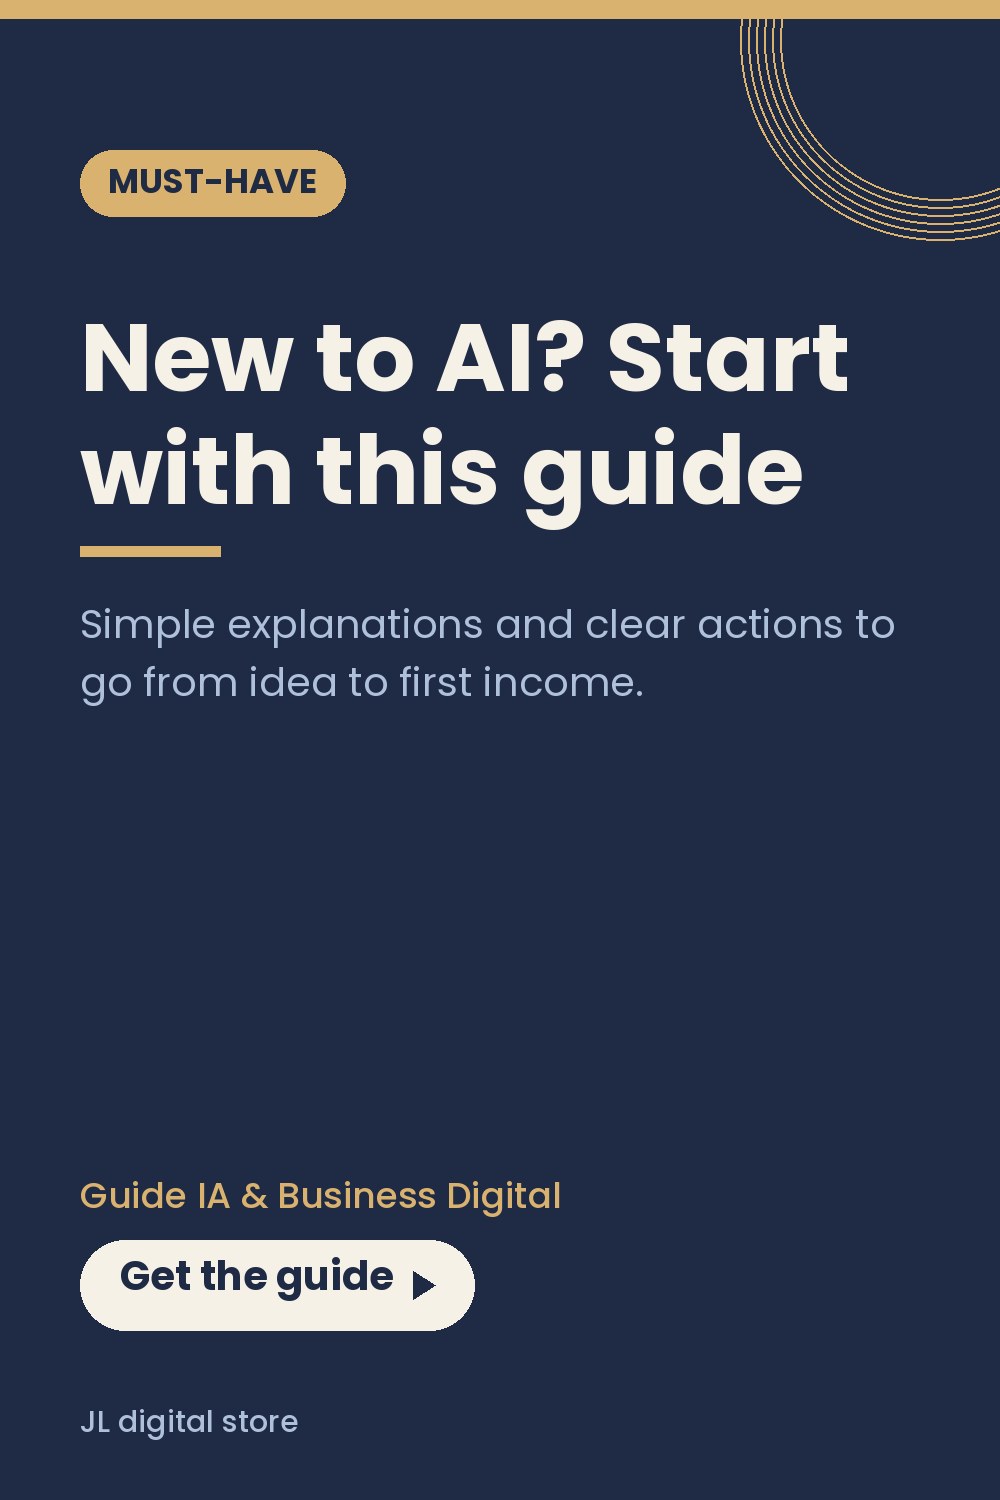 MUST-HAVE
New to AI? Start
with this guide
Simple explanations and clear actions to
go from idea to first income.
Guide IA & Business Digital
Get the guide
JL digital store